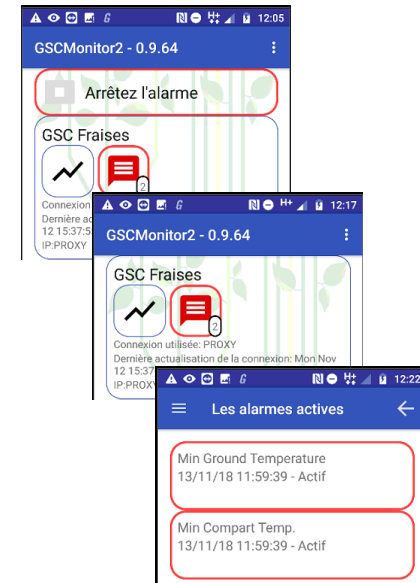 G 12:05
GSCMonitor2 - 0.9.64
Arrêtez l'alarme
GSC Fraises
2
Connexion
Dernière
12 15:37:5
IP:PROXY
G H+ 12:17
GSCMonitor2 - 0.9.64
GSC Fraises
2
Connexion utilisée: PROXY
Dernière actualisation de la connexion: Mon Nov
12 15:37
IP:PROXY
G H+ 12:22
Les alarmes actives
Min Ground Temperature
13/11/18 11:59:39 - Actif
Min Compart Temp.
13/11/18 11:59:39 - Actif